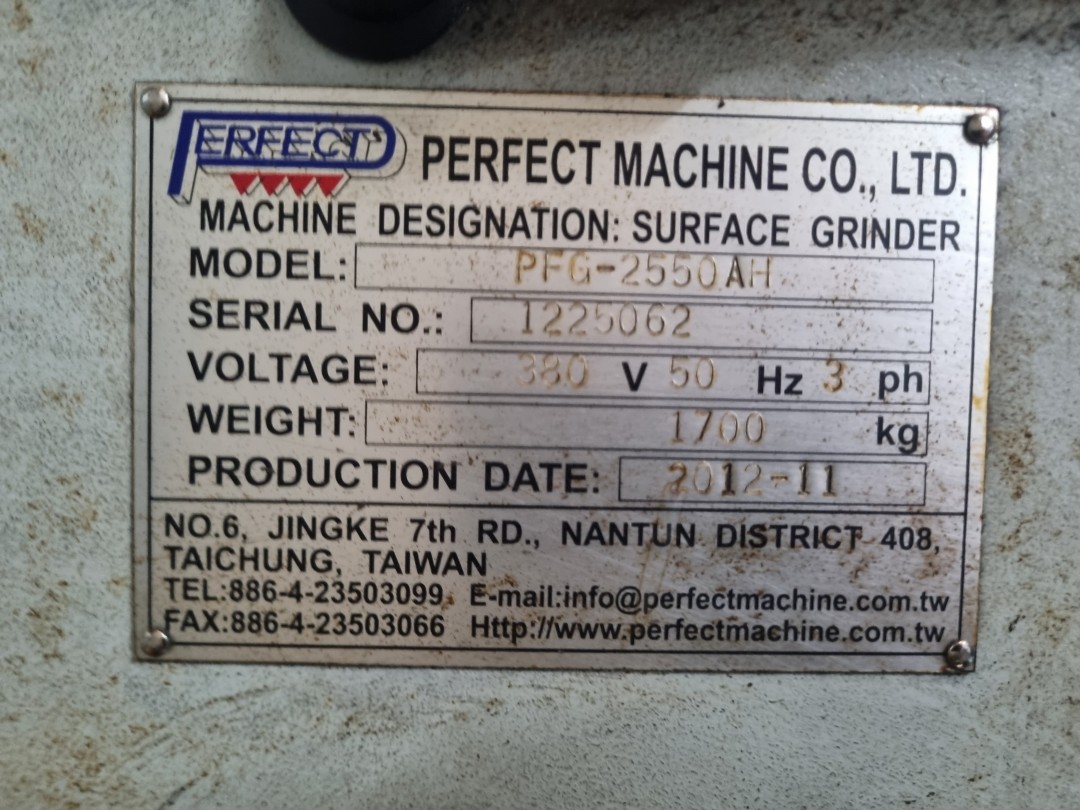 PERFECT
PERFECT MACHINE CO., LTD.
MACHINE DESIGNATION: SURFACE GRINDER
MODEL: PFG-2550AH
SERIAL NO.: 1225062
VOLTAGE: 380 V 50 Hz 3 ph
WEIGHT: 1700 kg
PRODUCTION DATE: 2012-11
NO.6, JINGKE 7th RD., NANTUN DISTRICT 408,
TAICHUNG, TAIWAN
TEL:886-4-23503099 E-mail:info@perfectmachine.com.tw
FAX:886-4-23503066 Http://www.perfectmachine.com.tw